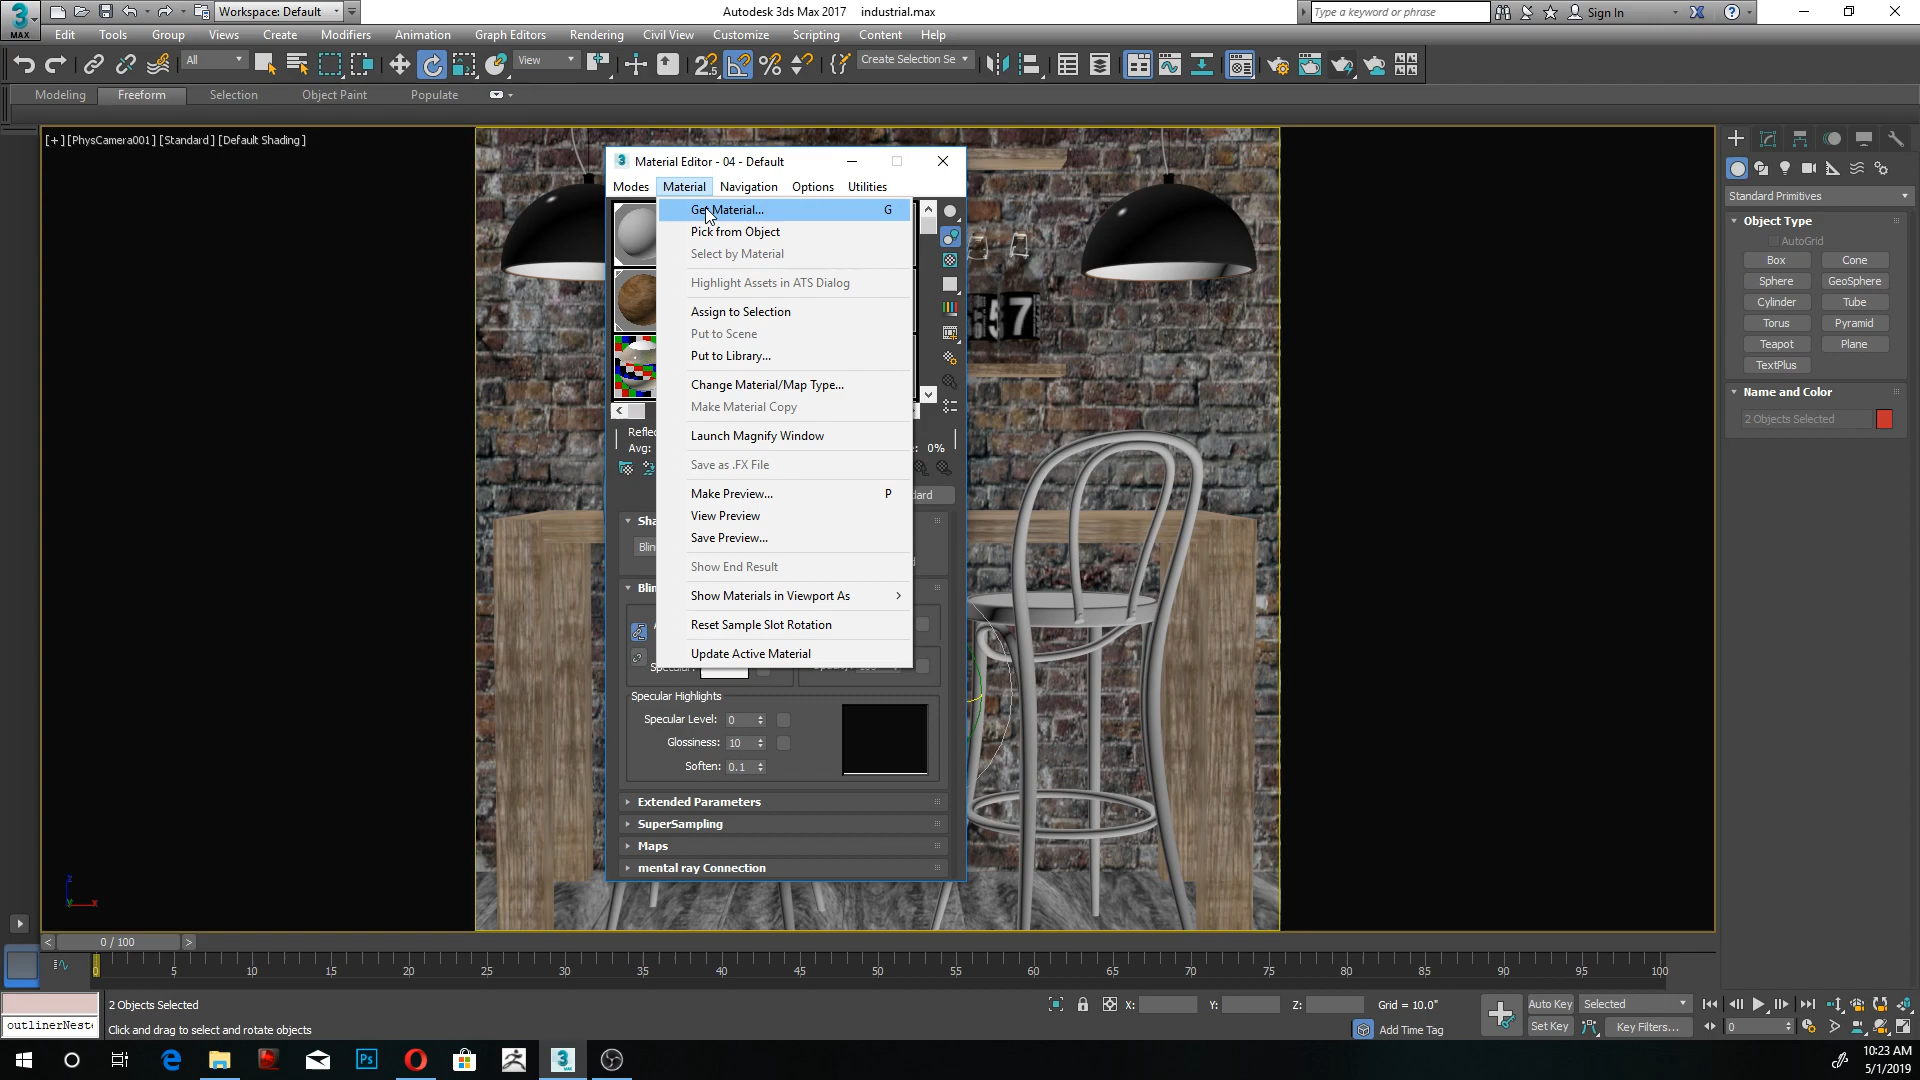 Workspace: Default
Autodesk 3ds Max 2017 industrial.max
Type a keyword or phrase
Sign In
MAX
Edit Tools Group Views Create Modifiers Animation Graph Editors Rendering Civil View Customize Scripting Content Help
All
View
Create Selection Se
Modeling Freeform Selection Object Paint Populate
[+] [PhysCamera001] [Standard] [Default Shading]
Material Editor - 04 - Default
Modes Material Navigation Options Utilities
Get Material... G
Pick from Object
Select by Material
Highlight Assets in ATS Dialog
Assign to Selection
Put to Scene
Put to Library...
Change Material/Map Type...
Make Material Copy
Launch Magnify Window
Save as .FX File
Make Preview... P
View Preview
Save Preview...
Show End Result
Show Materials in Viewport As
Reset Sample Slot Rotation
Update Active Material
Avg: 0%
Specular Highlights
Specular Level: 0
Glossiness: 10
Soften: 0.1
Extended Parameters
SuperSampling
Maps
mental ray Connection
57
Standard Primitives
Object Type
AutoGrid
Box Cone
Sphere GeoSphere
Cylinder Tube
Torus Pyramid
Teapot Plane
TextPlus
Name and Color
2 Objects Selected
z
x
0 / 100
0 5 10 15 20 25 30 35 40 45 50 55 60 65 70 75 80 85 90 95 100
2 Objects Selected
X: Y: Z: Grid = 10.0"
Auto Key Selected
outlinerNeste
Click and drag to select and rotate objects
Add Time Tag
Set Key Key Filters... 0
10:23 AM
5/1/2019